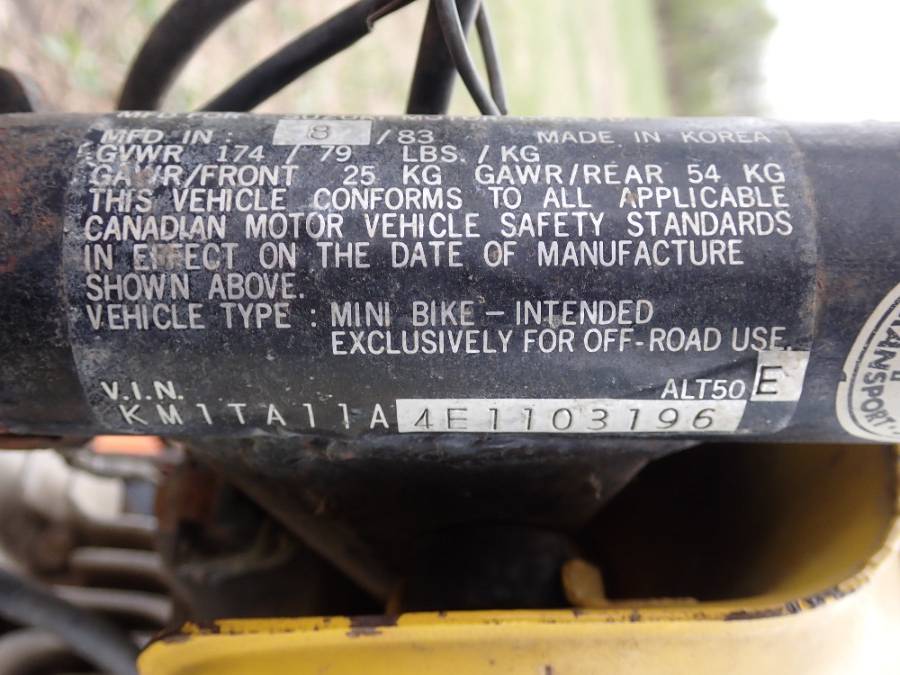 MFD IN : 8 / 83 MADE IN KOREA
GVWR 174 / 79 LBS. / KG
GAWR/FRONT 25 KG GAWR/REAR 54 KG
THIS VEHICLE CONFORMS TO ALL APPLICABLE
CANADIAN MOTOR VEHICLE SAFETY STANDARDS
IN EFFECT ON THE DATE OF MANUFACTURE
SHOWN ABOVE.
VEHICLE TYPE : MINI BIKE – INTENDED
EXCLUSIVELY FOR OFF-ROAD USE.
V.I.N. ALT50 E
KM1TA11A4E1103196